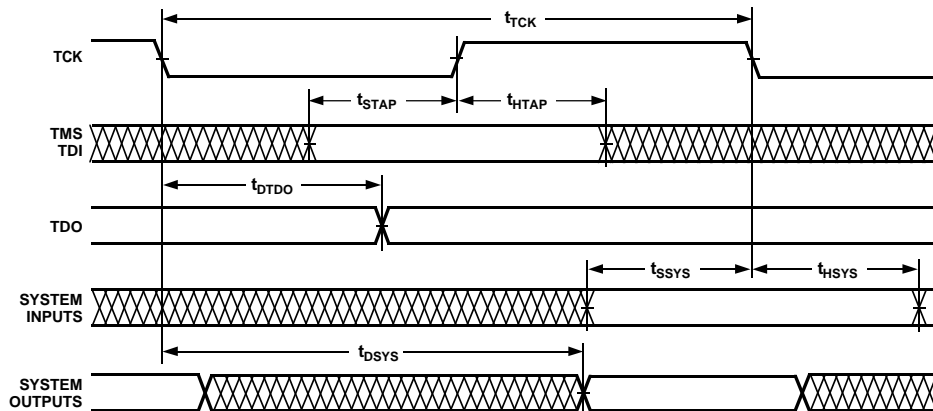 tTCK
TCK
tSTAP
tHTAP
TMS
TDI
tDTDO
TDO
tSSYS
tHSYS
SYSTEM
INPUTS
tDSYS
SYSTEM
OUTPUTS